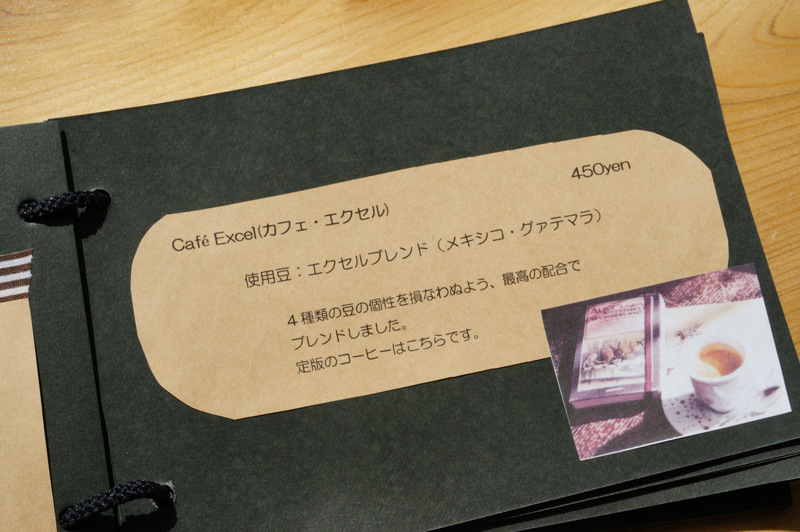 450yen
Café Excel(カフェ・エクセル)
使用豆：エクセルブレンド（メキシコ・グァテマラ）
4種類の豆の個性を損なわぬよう、最高の配合で
ブレンドしました。
定版のコーヒーはこちらです。
ALICE'S
WONDERLAND